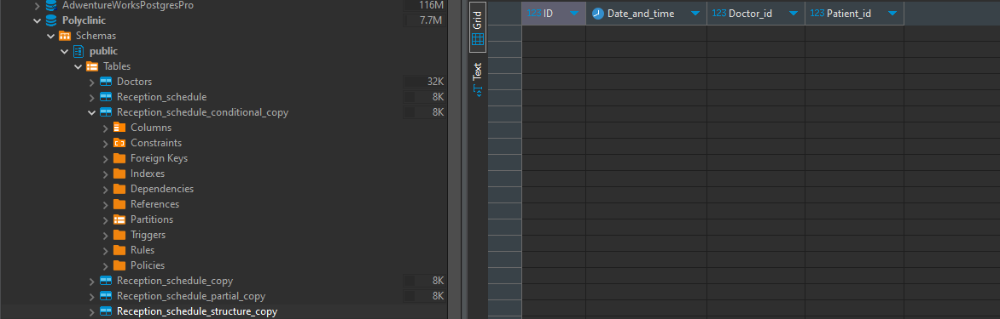 AdventureWorksPostgresPro 116M
Polyclinic 7.7M
Schemas
public
Tables
Doctors 32K
Reception_schedule 8K
Reception_schedule_conditional_copy 8K
Columns
Constraints
Foreign Keys
Indexes
Dependencies
References
Partitions
Triggers
Rules
Policies
Reception_schedule_copy 8K
Reception_schedule_partial_copy 8K
Reception_schedule_structure_copy
Grid
Text
T
123 ID
Date_and_time
123 Doctor_id
123 Patient_id